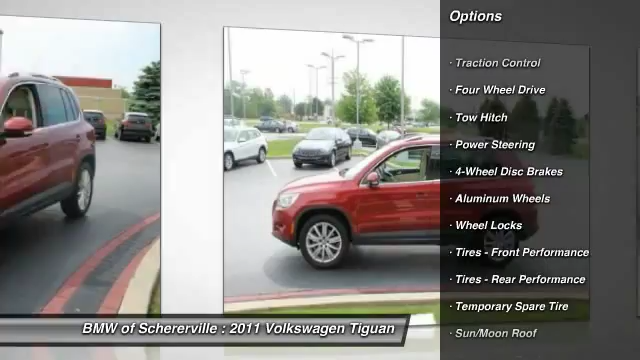 Options
· Traction Control
· Four Wheel Drive
· Tow Hitch
· Power Steering
· 4-Wheel Disc Brakes
· Aluminum Wheels
· Wheel Locks
· Tires - Front Performance
· Tires - Rear Performance
· Temporary Spare Tire
· Sun/Moon Roof
BMW of Schererville : 2011 Volkswagen Tiguan